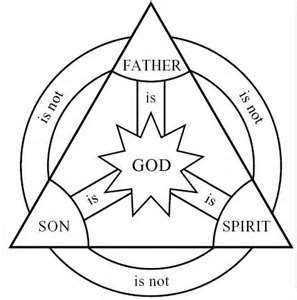 FATHER
is not
is
is not
GOD
is
is
SON
SPIRIT
is not